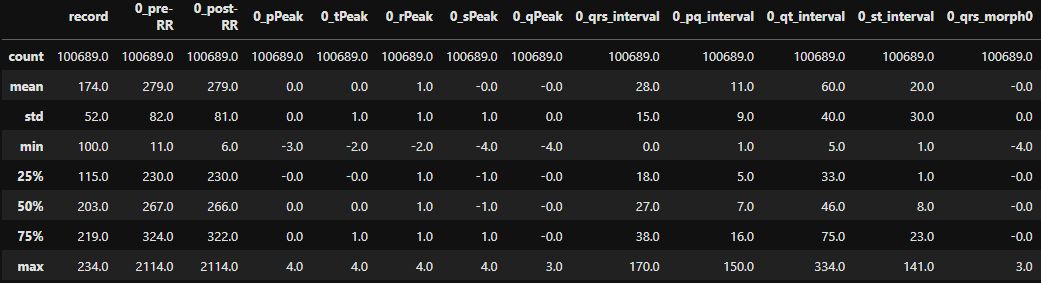 record 0_pre-RR 0_post-RR 0_pPeak 0_tPeak 0_rPeak 0_sPeak 0_qPeak 0_qrs_interval 0_pq_interval 0_qt_interval 0_st_interval 0_qrs_morph0
count 100689.0 100689.0 100689.0 100689.0 100689.0 100689.0 100689.0 100689.0 100689.0 100689.0 100689.0 100689.0 100689.0
mean 174.0 279.0 279.0 0.0 0.0 1.0 -0.0 -0.0 28.0 11.0 60.0 20.0 -0.0
std 52.0 82.0 81.0 0.0 1.0 1.0 1.0 0.0 15.0 9.0 40.0 30.0 0.0
min 100.0 11.0 6.0 -3.0 -2.0 -2.0 -4.0 -4.0 0.0 1.0 5.0 1.0 -4.0
25% 115.0 230.0 230.0 -0.0 -0.0 1.0 -1.0 -0.0 18.0 5.0 33.0 1.0 -0.0
50% 203.0 267.0 266.0 0.0 0.0 1.0 -1.0 -0.0 27.0 7.0 46.0 8.0 -0.0
75% 219.0 324.0 322.0 0.0 1.0 1.0 1.0 -0.0 38.0 16.0 75.0 23.0 -0.0
max 234.0 2114.0 2114.0 4.0 4.0 4.0 4.0 3.0 170.0 150.0 334.0 141.0 3.0